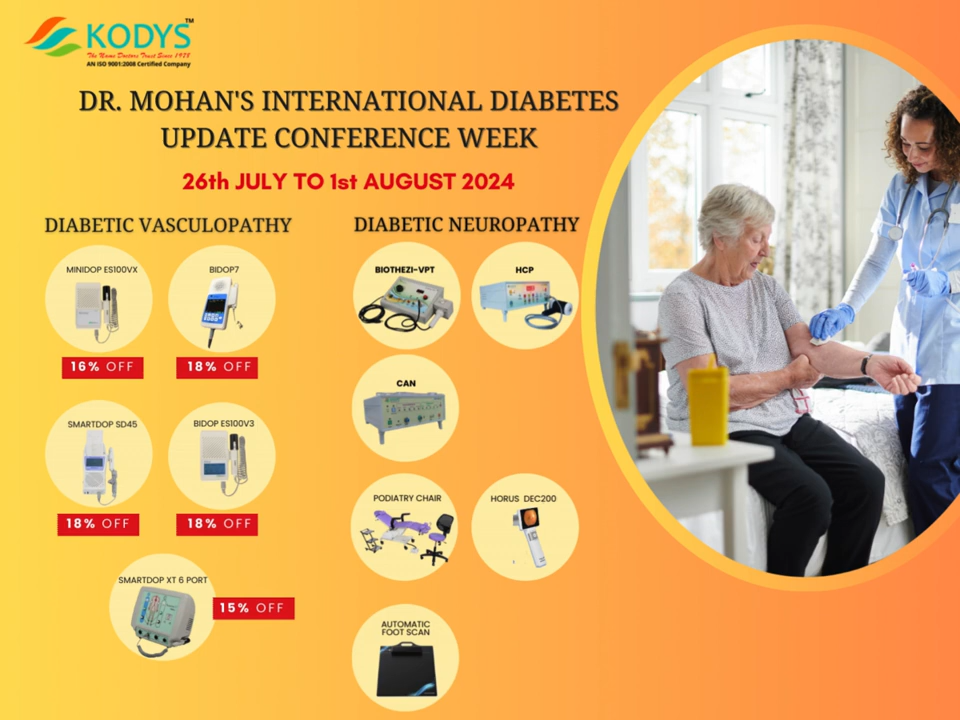 KODYS™
The Name Doctors Trust Since 1928
AN ISO 9001:2008 Certified Company
DR. MOHAN'S INTERNATIONAL DIABETES
UPDATE CONFERENCE WEEK
26th JULY TO 1st AUGUST 2024
DIABETIC VASCULOPATHY
MINIDOP ES100VX
16% OFF
BIDOP7
18% OFF
SMARTDOP SD45
18% OFF
BIDOP ES100V3
18% OFF
SMARTDOP XT 6 PORT
15% OFF
DIABETIC NEUROPATHY
BIOTHEZI-VPT
HCP
CAN
PODIATRY CHAIR
HORUS DEC200
AUTOMATIC
FOOT SCAN